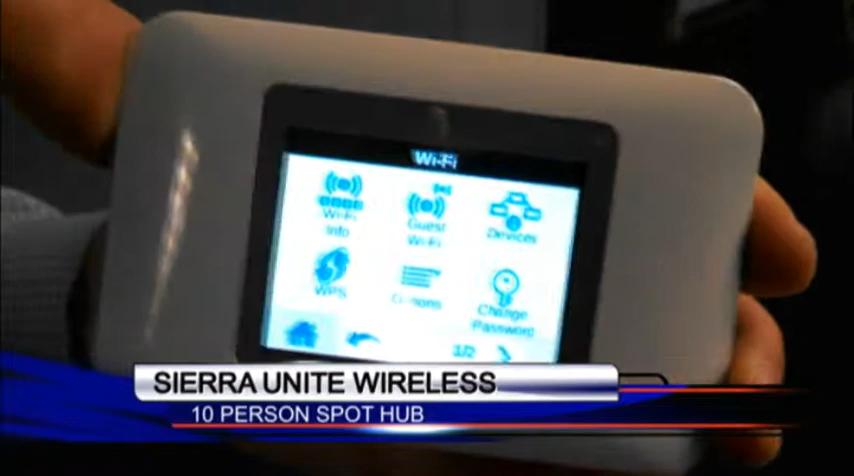 Wi-Fi
Wi-Fi
Info
Guest
Wi-Fi
Devices
WPS
Change
Password
1/2
SIERRA UNITE WIRELESS
10 PERSON SPOT HUB